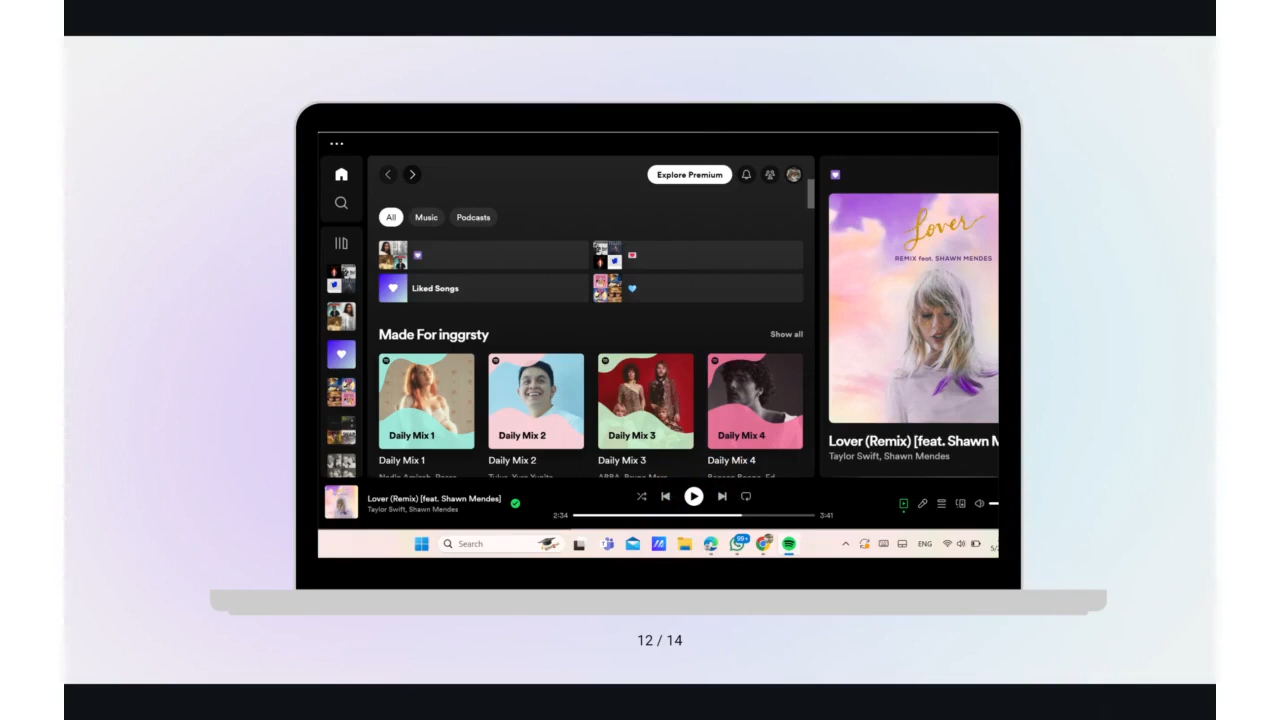 Explore Premium
All
Music
Podcasts
Liked Songs
Made For inggrsty
Show all
Daily Mix 1
Daily Mix 2
Daily Mix 3
Daily Mix 4
Daily Mix 1
Daily Mix 2
Daily Mix 3
Daily Mix 4
Lover
REMIX feat. SHAWN MENDES
Lover (Remix) [feat. Shawn M
Taylor Swift, Shawn Mendes
Lover (Remix) [feat. Shawn Mendes]
Taylor Swift, Shawn Mendes
2:34
3:41
Search
99+
ENG
12 / 14